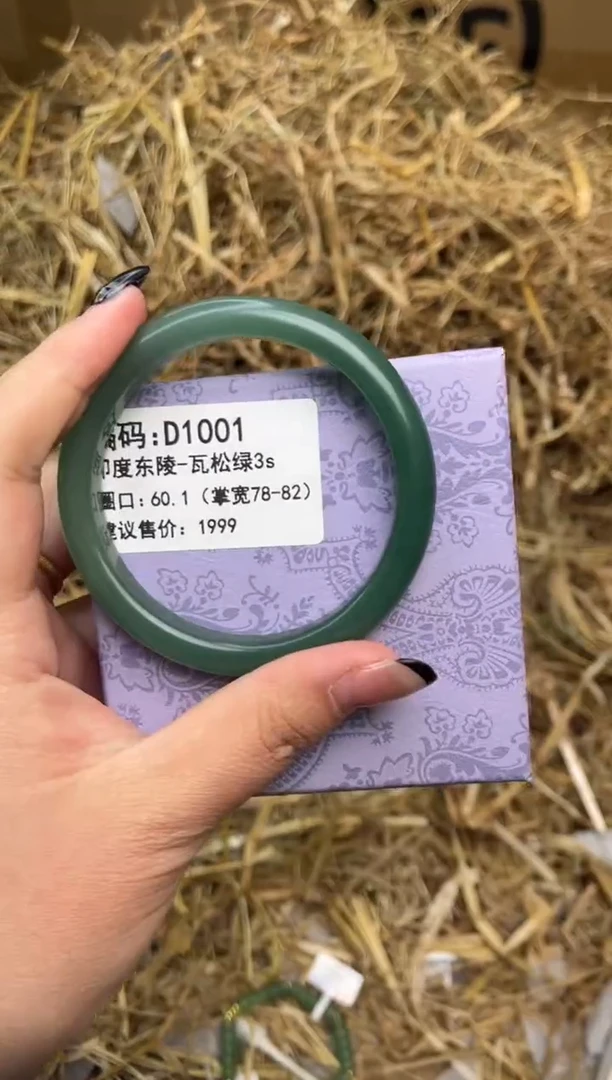 编码:D1001
印度东陵-瓦松绿3s
圈口: 60.1 (掌宽78-82)
建议售价: 1999